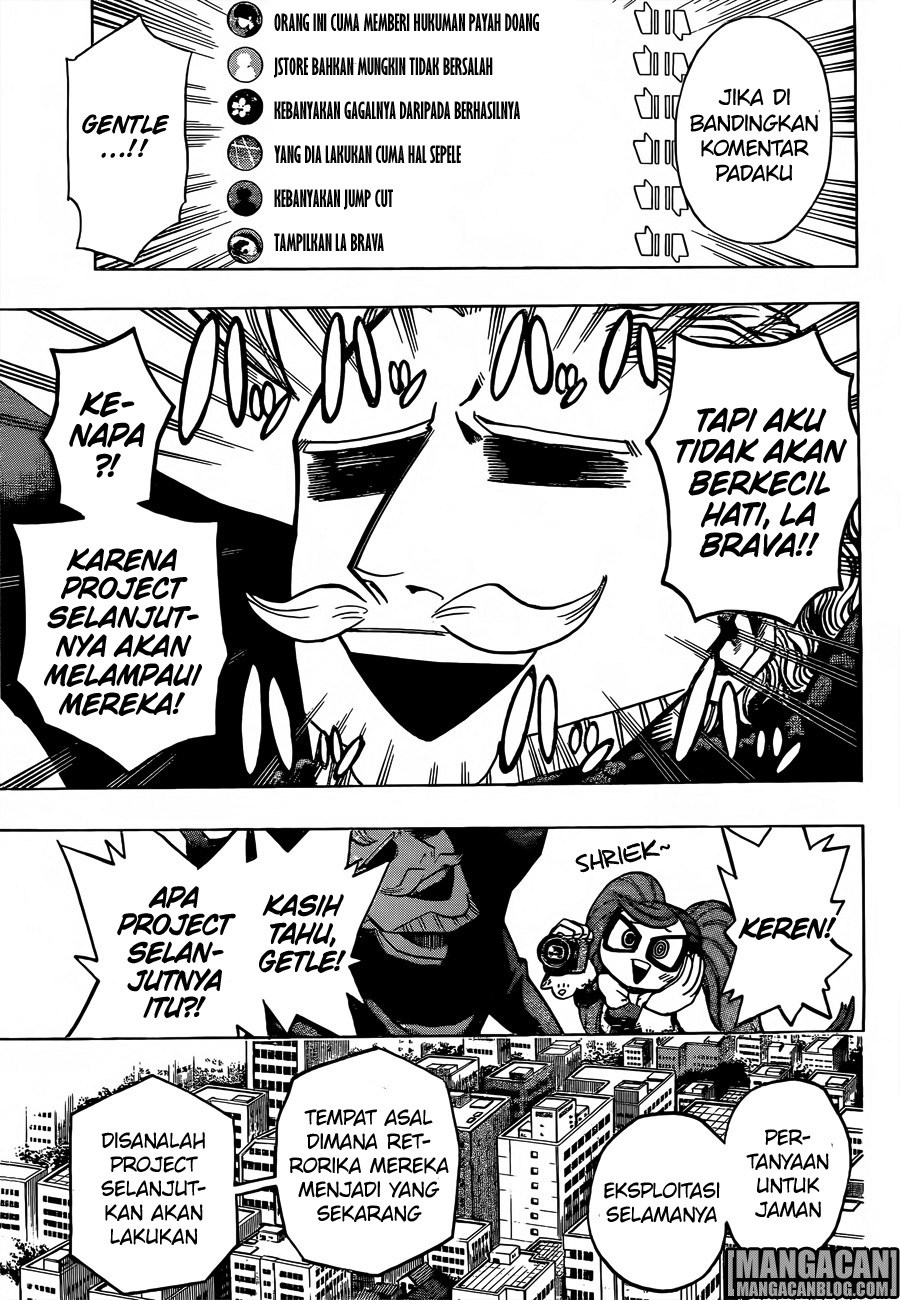 JIKA DI
BANDINGKAN
KOMENTAR
PADAKU
ORANG INI CUMA MEMBERI HUKUMAN PAYAH DOANG
JSTORE BAHKAN MUNGKIN TIDAK BERSALAH
KEBANYAKAN GAGALNYA DARIPADA BERHASILNYA
YANG DIA LAKUKAN CUMA HAL SEPELE
KEBANYAKAN JUMP CUT
TAMPILKAN LA BRAVA
GENTLE
...!!
TAPI AKU
TIDAK AKAN
BERKECIL
HATI, LA
BRAVA!!
KE-
NAPA
?!
KARENA
PROJECT
SELANJUT-
NYA AKAN
MELAMPAUI
MEREKA!
KEREN!
SHRIEK~
KASIH
TAHU,
GETLE!
APA
PROJECT
SELAN-
JUTNYA
ITU?!
PER-
TANYAAN
UNTUK
JAMAN
EKSPLOITASI
SELAMANYA
TEMPAT ASAL
DIMANA RET-
RORIKA MEREKA
MENJADI YANG
SEKARANG
DISANALAH
PROJECT
SELANJUT-
KAN AKAN
LAKUKAN
[MANGACAN]
MANGACANBLOG.COM